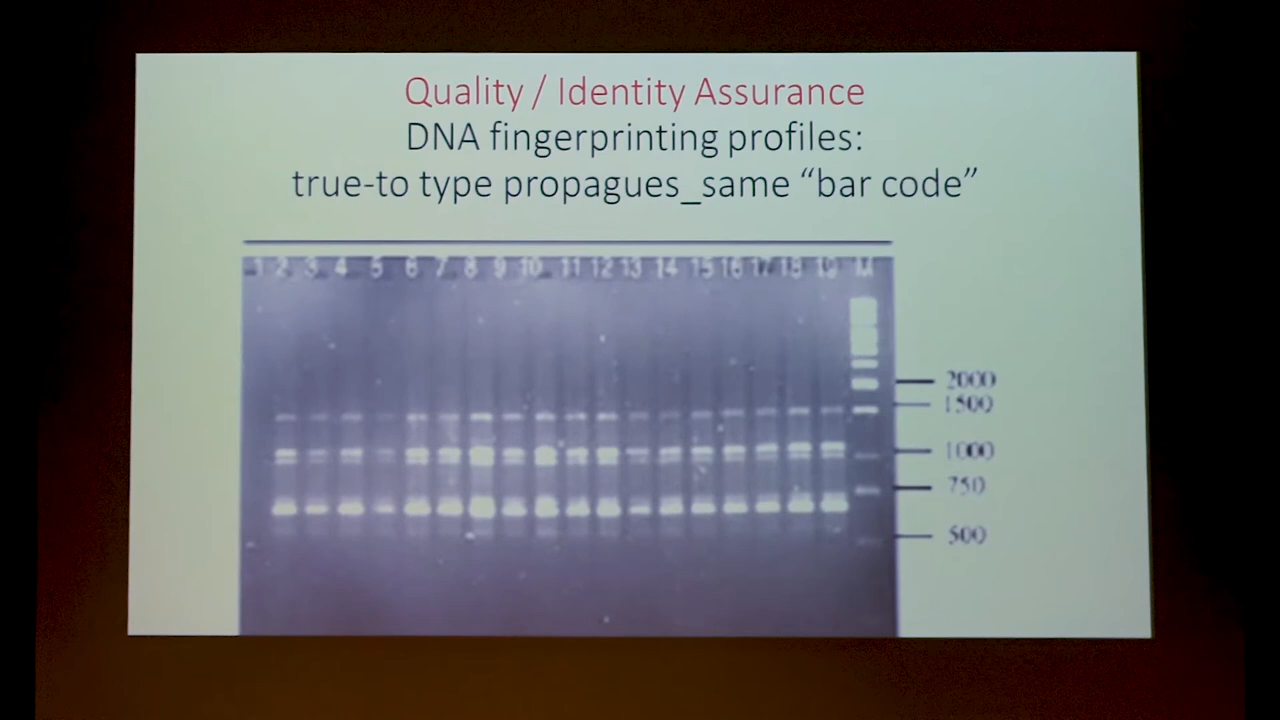 Quality / Identity Assurance
DNA fingerprinting profiles:
true-to type propagues_same “bar code”
1 2 3 4 5 6 7 8 9 10 11 12 13 14 15 16 17 18 19 M
2000
1500
1000
750
500